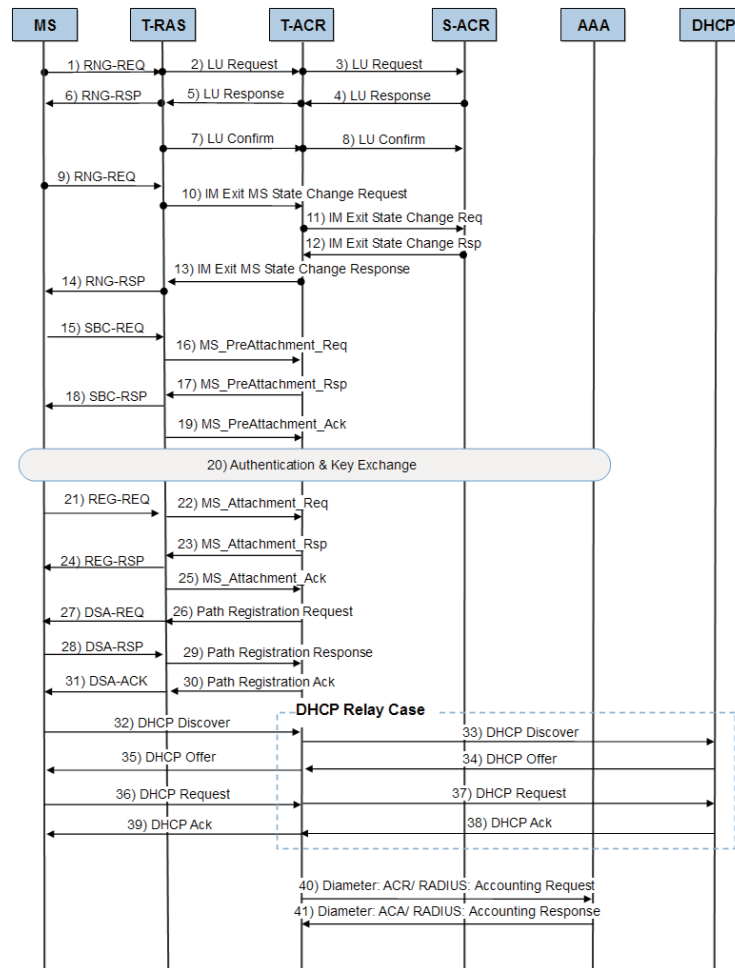 MS
T-RAS
T-ACR
S-ACR
AAA
DHCP
1) RNG-REQ
2) LU Request
3) LU Request
6) RNG-RSP
5) LU Response
4) LU Response
7) LU Confirm
8) LU Confirm
9) RNG-REQ
10) IM Exit MS State Change Request
11) IM Exit State Change Req
12) IM Exit State Change Rsp
13) IM Exit MS State Change Response
14) RNG-RSP
15) SBC-REQ
16) MS_PreAttachment_Req
17) MS_PreAttachment_Rsp
18) SBC-RSP
19) MS_PreAttachment_Ack
20) Authentication & Key Exchange
21) REG-REQ
22) MS_Attachment_Req
23) MS_Attachment_Rsp
24) REG-RSP
25) MS_Attachment_Ack
27) DSA-REQ
26) Path Registration Request
28) DSA-RSP
29) Path Registration Response
31) DSA-ACK
30) Path Registration Ack
DHCP Relay Case
32) DHCP Discover
33) DHCP Discover
35) DHCP Offer
34) DHCP Offer
36) DHCP Request
37) DHCP Request
39) DHCP Ack
38) DHCP Ack
40) Diameter: ACR/ RADIUS: Accounting Request
41) Diameter: ACA/ RADIUS: Accounting Response